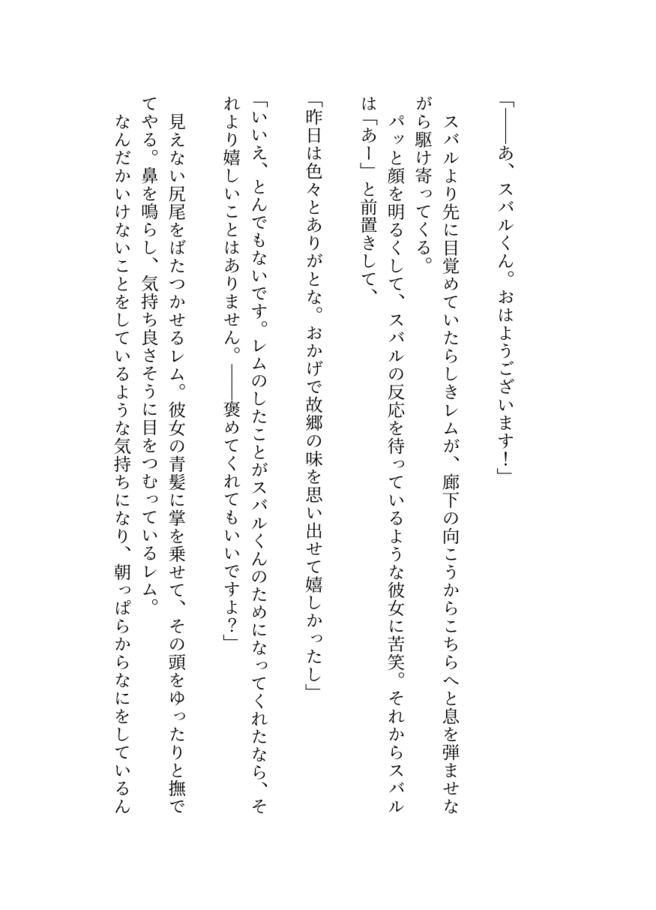 「――あ、スバルくん。おはようございます！」
スバルより先に目覚めていたらしきレムが、廊下の向こうからこちらへと息を弾ませな
がら駆け寄ってくる。
パッと顔を明るくして、スバルの反応を待っているような彼女に苦笑。それからスバル
は「あー」と前置きして、
「昨日は色々とありがとな。おかげで故郷の味を思い出せて嬉しかったし」
「いいえ、とんでもないです。レムのしたことがスバルくんのためになってくれたなら、そ
れより嬉しいことはありません。――褒めてくれてもいいですよ？」
見えない尻尾をばたつかせるレム。彼女の青髪に掌を乗せて、その頭をゆったりと撫で
てやる。鼻を鳴らし、気持ち良さそうに目をつむっているレム。
なんだかいけないことをしているような気持ちになり、朝っぱらからなにをしているん